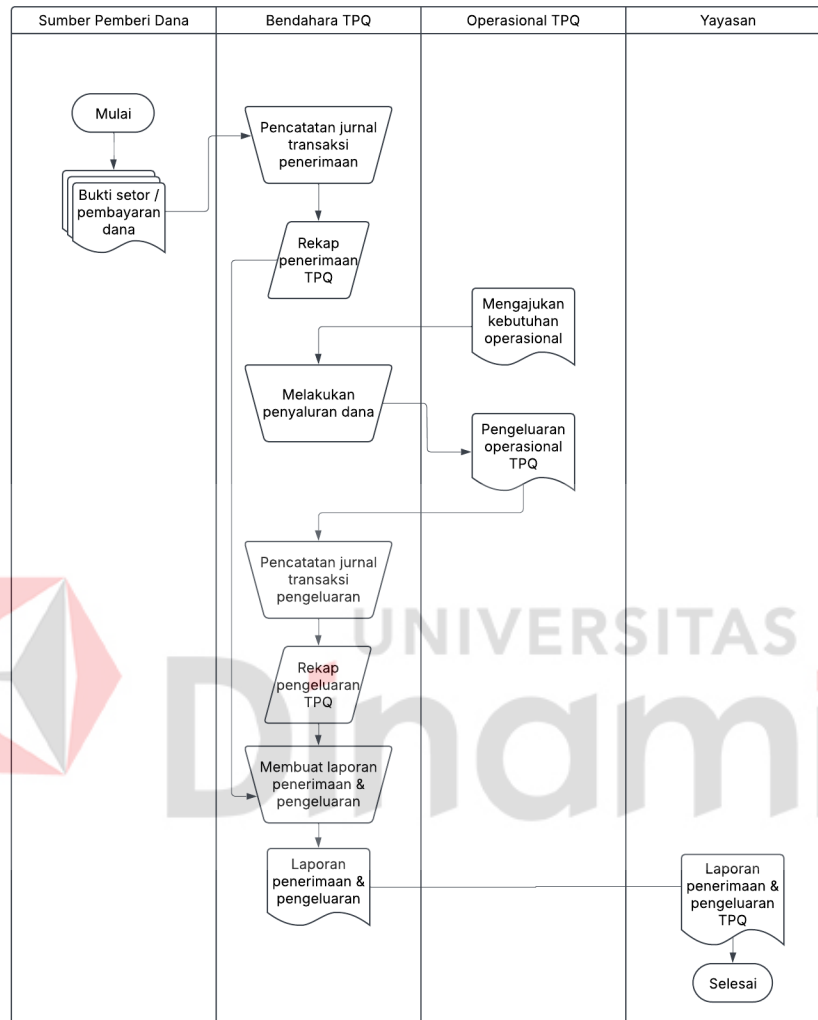 Sumber Pemberi Dana
Bendahara TPQ
Operasional TPQ
Yayasan
Mulai
Bukti setor /
pembayaran
dana
Pencatatan jurnal
transaksi
penerimaan
Rekap
penerimaan
TPQ
Mengajukan
kebutuhan
operasional
Melakukan
penyaluran dana
Pengeluaran
operasional
TPQ
Pencatatan jurnal
transaksi
pengeluaran
Rekap
pengeluaran
TPQ
Membuat laporan
penerimaan &
pengeluaran
Laporan
penerimaan &
pengeluaran
Laporan
penerimaan &
pengeluaran
TPQ
Selesai
UNIVERSITAS
Dinami